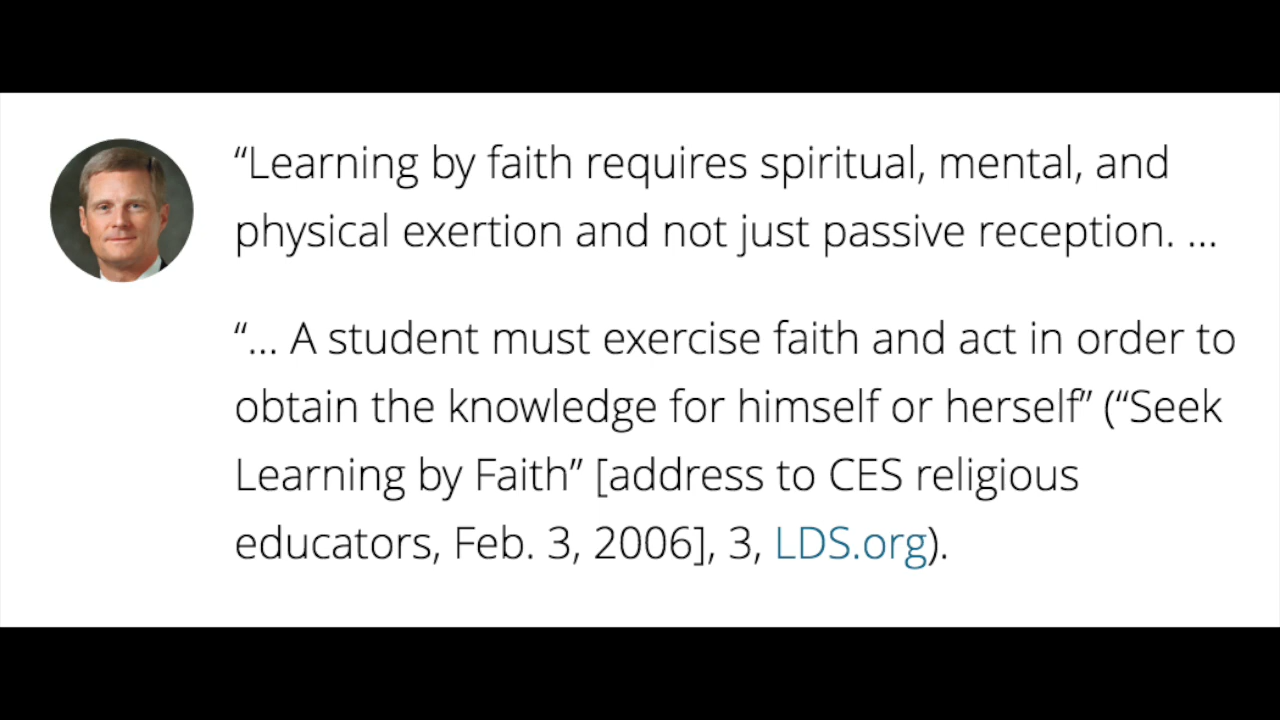 “Learning by faith requires spiritual, mental, and
physical exertion and not just passive reception. ...
“... A student must exercise faith and act in order to
obtain the knowledge for himself or herself” (“Seek
Learning by Faith” [address to CES religious
educators, Feb. 3, 2006], 3, LDS.org).